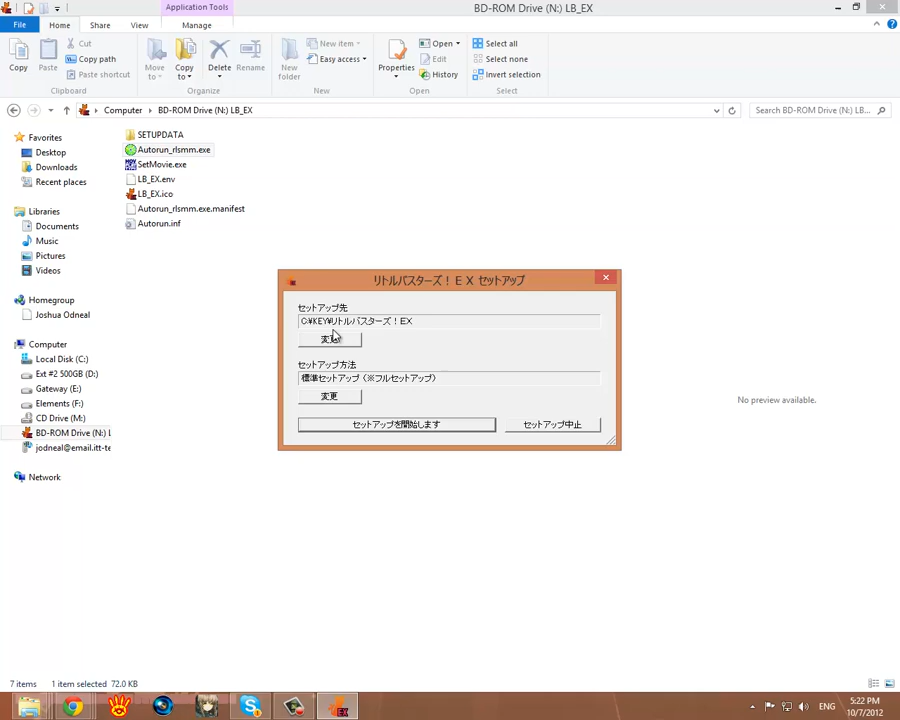 Application Tools
BD-ROM Drive (N:) LB_EX
File
Home
Share
View
Manage
Copy
Paste
Cut
Copy path
Paste shortcut
Clipboard
Move to
Copy to
Delete
Rename
Organize
New folder
New item
Easy access
New
Properties
Open
Edit
History
Open
Select all
Select none
Invert selection
Select
Computer
BD-ROM Drive (N:) LB_EX
Search BD-ROM Drive (N:) LB...
Favorites
Desktop
Downloads
Recent places
Libraries
Documents
Music
Pictures
Videos
Homegroup
Joshua Odneal
Computer
Local Disk (C:)
Ext #2 500GB (D:)
Gateway (E:)
Elements (F:)
CD Drive (M:)
BD-ROM Drive (N:) L
jodneal@email.itt-te
Network
SETUPDATA
Autorun_rlsmm.exe
SetMovie.exe
LB_EX.env
LB_EX.ico
Autorun_rlsmm.exe.manifest
Autorun.inf
リトルバスターズ！ＥＸ セットアップ
セットアップ先
C:¥KEY¥リトルバスターズ！EX
変更
セットアップ方法
標準セットアップ（※フルセットアップ）
変更
セットアップを開始します
セットアップ中止
No preview available.
7 items
1 item selected 72.0 KB
EX
ENG
5:22 PM
10/7/2012